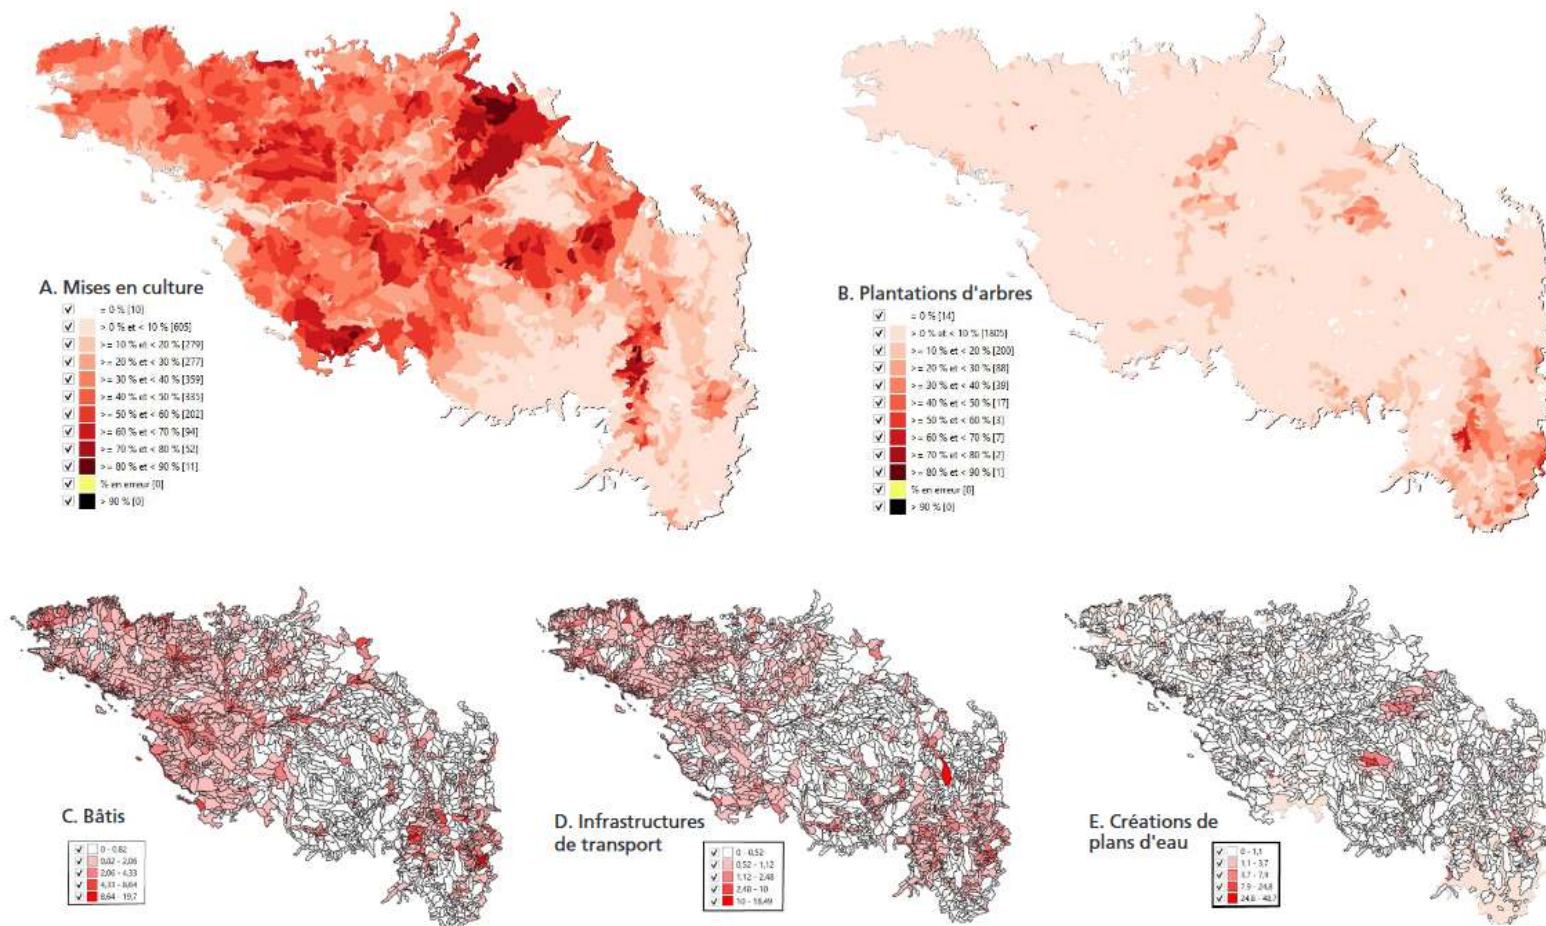 A. Mises en culture
= 0 % [10]
> 0 % et < 10 % [605]
>= 10 % et < 20 % [279]
>= 20 % et < 30 % [277]
>= 30 % et < 40 % [359]
>= 40 % et < 50 % [335]
>= 50 % et < 60 % [202]
>= 60 % et < 70 % [94]
>= 70 % et < 80 % [52]
>= 80 % et < 90 % [11]
% en erreur [0]
> 90 % [0]
B. Plantations d'arbres
= 0 % [14]
> 0 % et < 10 % [1805]
>= 10 % et < 20 % [200]
>= 20 % et < 30 % [88]
>= 30 % et < 40 % [39]
>= 40 % et < 50 % [17]
>= 50 % et < 60 % [3]
>= 60 % et < 70 % [7]
>= 70 % et < 80 % [2]
>= 80 % et < 90 % [1]
% en erreur [0]
> 90 % [0]
C. Bâtis
0 - 0,82
0,82 - 2,06
2,06 - 4,33
4,33 - 8,64
8,64 - 19,7
D. Infrastructures
de transport
0 - 0,52
0,52 - 1,12
1,12 - 2,48
2,48 - 10
10 - 18,49
E. Créations de
plans d'eau
0 - 1,1
1,1 - 3,7
3,7 - 7,9
7,9 - 24,8
24,8 - 48,7